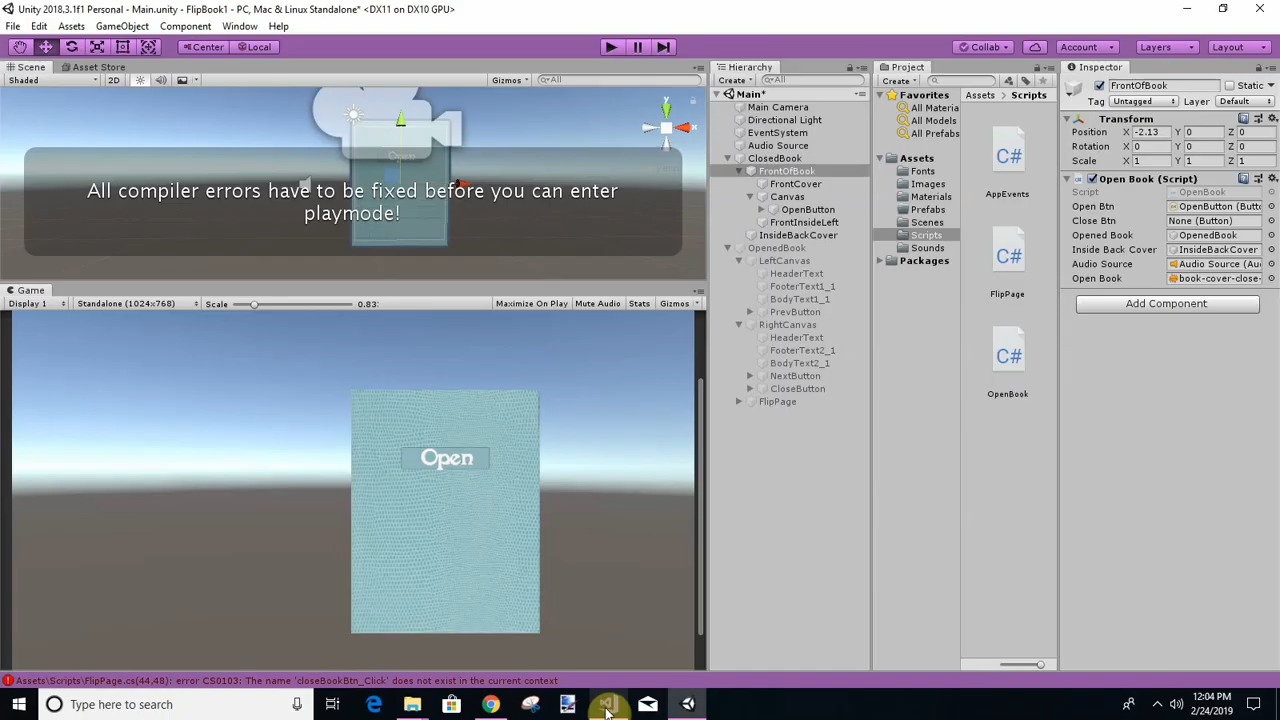 Unity 2018.3.1f1 Personal - Main.unity - FlipBook1 - PC, Mac & Linux Standalone* <DX11 on DX10 GPU>
File Edit Assets GameObject Component Window Help
Center Local Collab Account Layers Layout
Scene Asset Store
Shaded 2D Gizmos All
Open
All compiler errors have to be fixed before you can enter
playmode!
Game
Display 1 Standalone (1024x768) Scale 0.83 Maximize On Play Mute Audio Stats Gizmos
Open
Hierarchy
Create All
Main*
Main Camera
Directional Light
EventSystem
Audio Source
ClosedBook
FrontOfBook
FrontCover
Canvas
OpenButton
FrontInsideLeft
InsideBackCover
OpenedBook
LeftCanvas
HeaderText
FooterText1_1
BodyText1_1
PrevButton
RightCanvas
HeaderText
FooterText2_1
BodyText2_1
NextButton
CloseButton
FlipPage
Project
Create
Favorites
All Materia
All Models
All Prefabs
Assets
Fonts
Images
Materials
Prefabs
Scenes
Scripts
Sounds
Packages
Assets Scripts
C#
AppEvents
C#
FlipPage
C#
OpenBook
Inspector
FrontOfBook Static
Tag Untagged Layer Default
Transform
Position X -2.13 Y 0 Z 0
Rotation X 0 Y 0 Z 0
Scale X 1 Y 1 Z 1
Open Book (Script)
Script OpenBook
Open Btn OpenButton (Butt
Close Btn None (Button)
Opened Book OpenedBook
Inside Back Cover InsideBackCover
Audio Source Audio Source (Au
Open Book book-cover-close-
Add Component
Assets\Scripts\FlipPage.cs(44,48): error CS0103: The name 'closeBookBtn_Click' does not exist in the current context
Type here to search
12:04 PM
2/24/2019